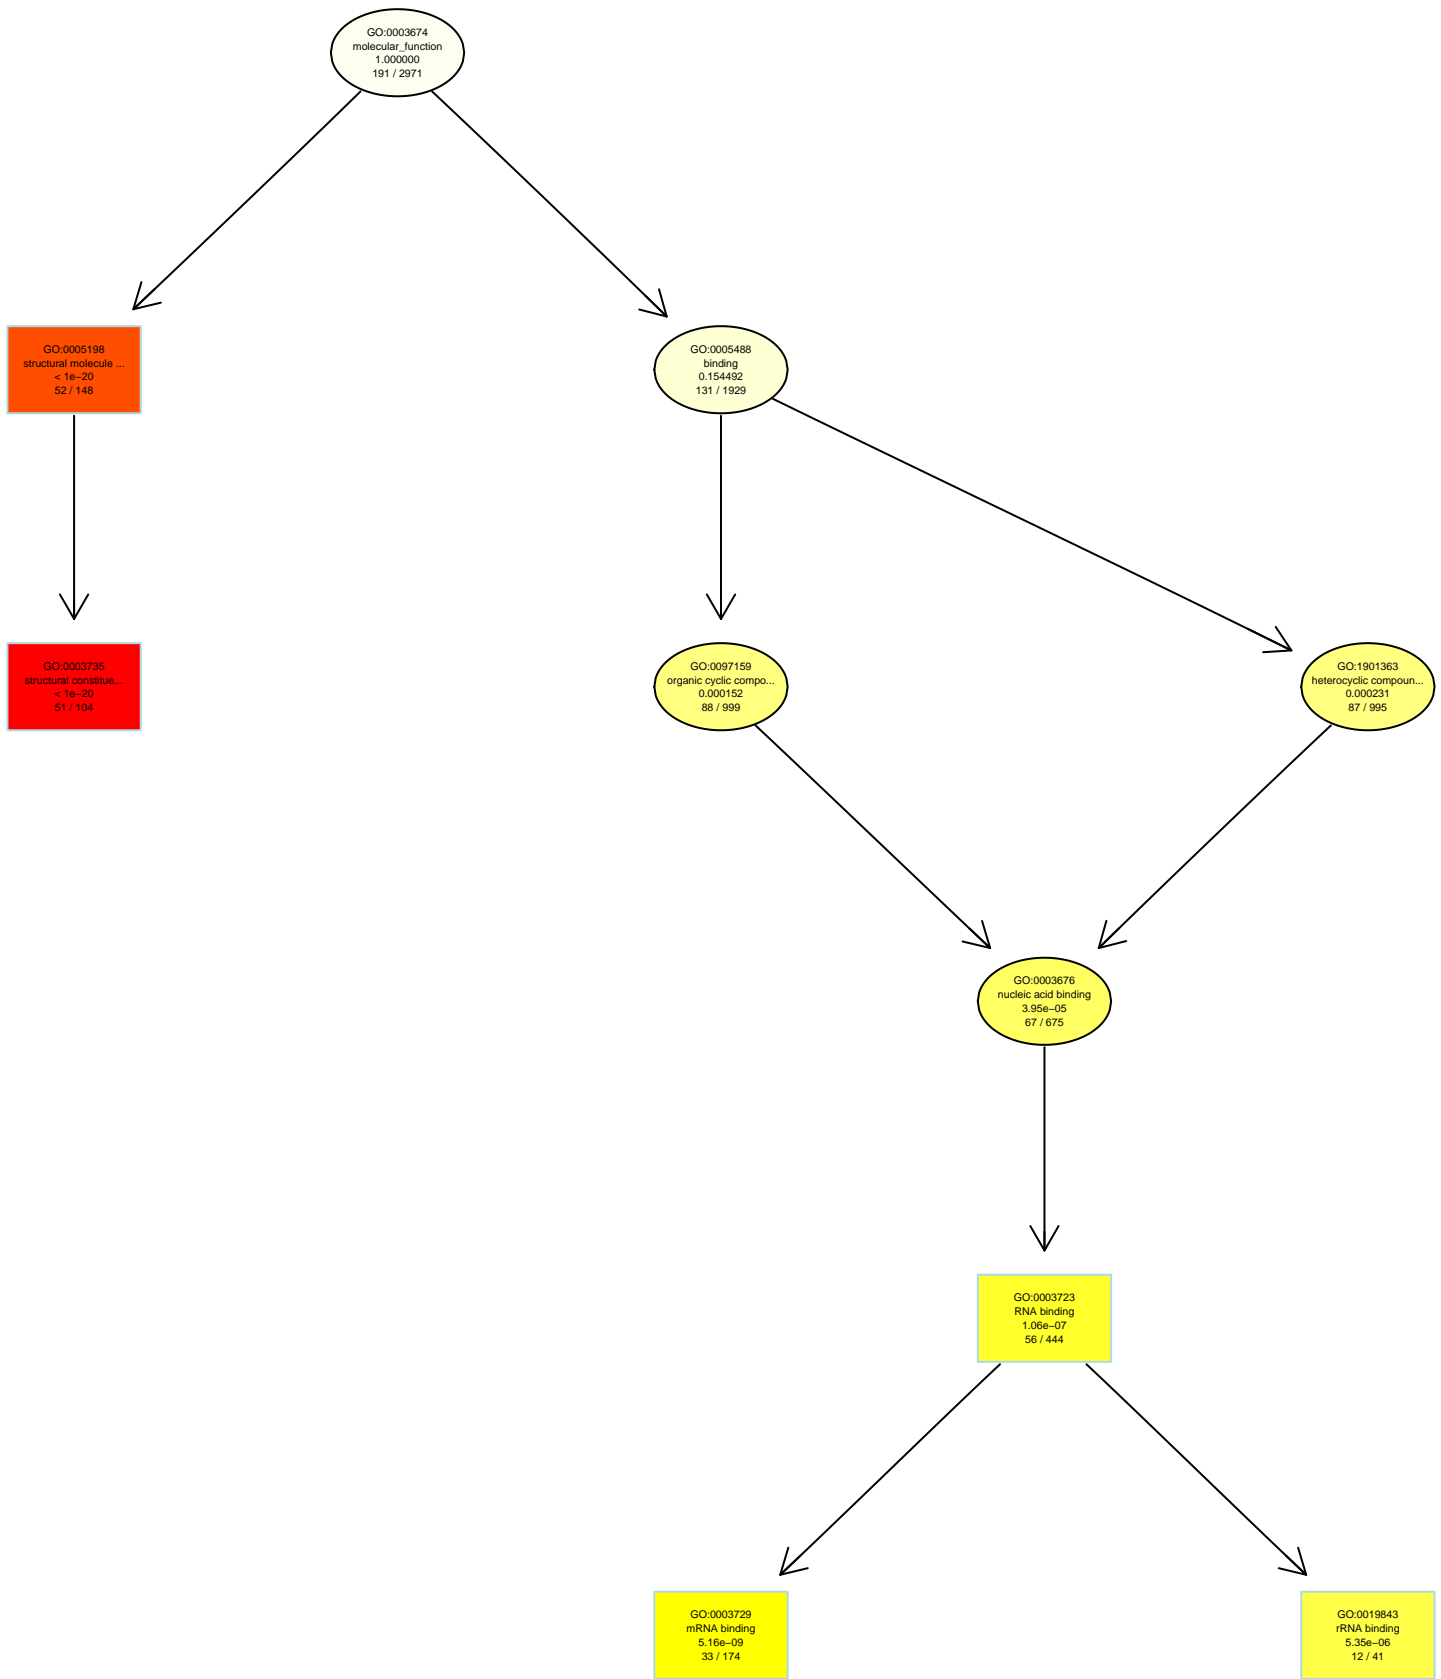 GO:0003674
molecular_function
1.000000
191 / 2971
GO:0005198
structural molecule ...
< 1e−20
52 / 148
GO:0005488
binding
0.154492
131 / 1929
GO:0003735
structural constitue...
< 1e−20
51 / 104
GO:0097159
organic cyclic compo...
0.000152
88 / 999
GO:1901363
heterocyclic compoun...
0.000231
87 / 995
GO:0003676
nucleic acid binding
3.95e−05
67 / 675
GO:0003723
RNA binding
1.06e−07
56 / 444
GO:0003729
mRNA binding
5.16e−09
33 / 174
GO:0019843
rRNA binding
5.35e−06
12 / 41